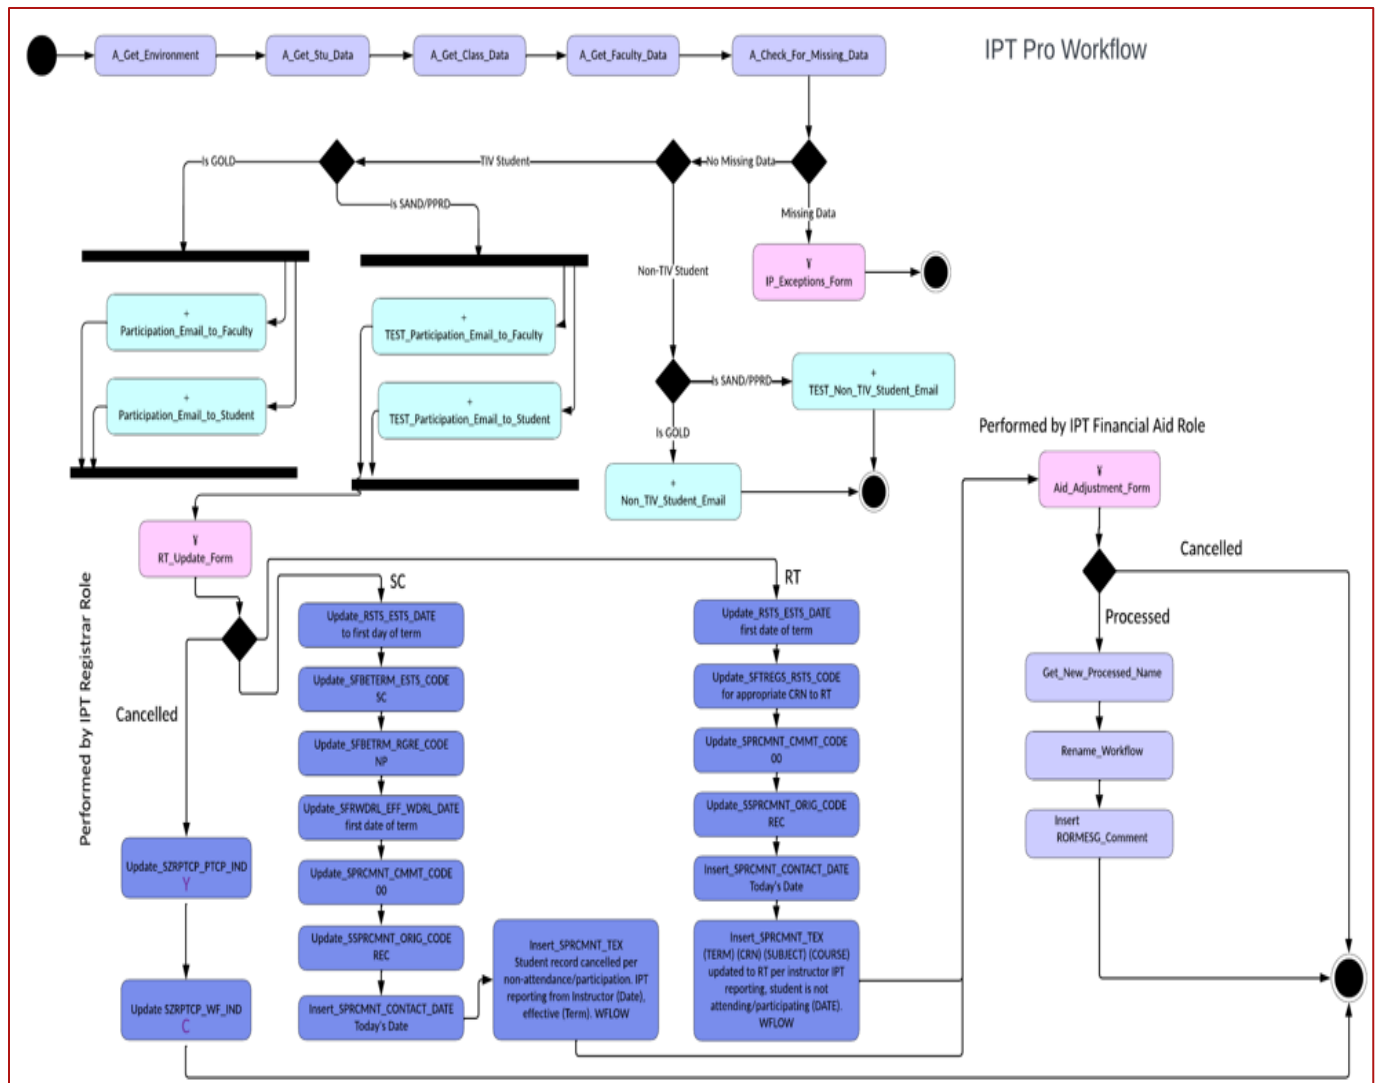 IPT Pro Workflow
A_Get_Environment
A_Get_Stu_Data
A_Get_Class_Data
A_Get_Faculty_Data
A_Check_For_Missing_Data
Is GOLD
TIV Student
No Missing Data
Is SAND/PPRD
Missing Data
¥
IP_Exceptions_Form
Non-TIV Student
+
Participation_Email_to_Faculty
+
TEST_Participation_Email_to_Faculty
+
Participation_Email_to_Student
+
TEST_Participation_Email_to_Student
Is SAND/PPRD
+
TEST_Non_TIV_Student_Email
Is GOLD
+
Non_TIV_Student_Email
Performed by IPT Financial Aid Role
¥
Aid_Adjustment_Form
Cancelled
Processed
Get_New_Processed_Name
Rename_Workflow
Insert
RORMESG_Comment
¥
RT_Update_Form
Performed by IPT Registrar Role
Cancelled
Update_SZRPTCP_PTCP_IND
Y
Update SZRPTCP_WF_IND
C
SC
Update_RSTS_ESTS_DATE
to first day of term
Update_SFBETERM_ESTS_CODE
SC
Update_SFBETRM_RGRE_CODE
NP
Update_SFRWDRL_EFF_WDRL_DATE
first date of term
Update_SPRCMNT_CMMT_CODE
00
Update_SSPRCMNT_ORIG_CODE
REC
Insert_SPRCMNT_CONTACT_DATE
Today's Date
Insert_SPRCMNT_TEX
Student record cancelled per
non-attendance/participation. IPT
reporting from Instructor (Date),
effective (Term). WFLOW
RT
Update_RSTS_ESTS_DATE
first date of term
Update_SFTREGS_RSTS_CODE
for appropriate CRN to RT
Update_SPRCMNT_CMMT_CODE
00
Update_SSPRCMNT_ORIG_CODE
REC
Insert_SPRCMNT_CONTACT_DATE
Today's Date
Insert_SPRCMNT_TEX
(TERM) (CRN) (SUBJECT) (COURSE)
updated to RT per instructor IPT
reporting, student is not
attending/participating (DATE).
WFLOW